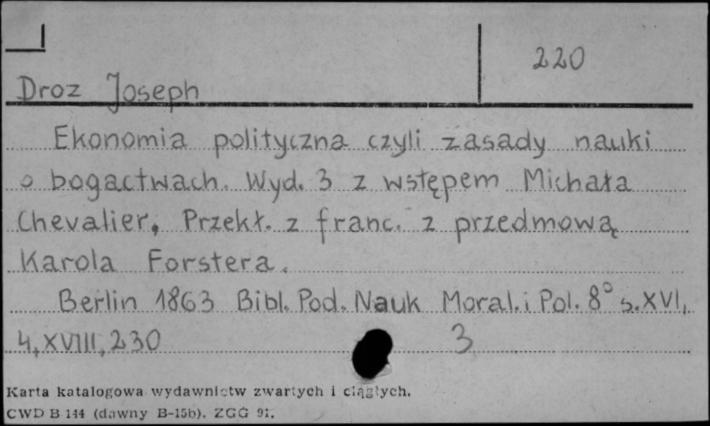 220
Droz Joseph
Ekonomia polityczna czyli zasady nauki
o bogactwach. Wyd. 3 z wstępem Michała
Chevalier, Przekł. z franc. z przedmową
Karola Forstera.
Berlin 1863 Bibl. Pod. Nauk Moral. i Pol. 8° s. XVI,
4, XVIII, 230 3
Karta katalogowa wydawnictw zwartych i ciągłych.
CWD B 144 (dawny B-15b). ZGG 91.